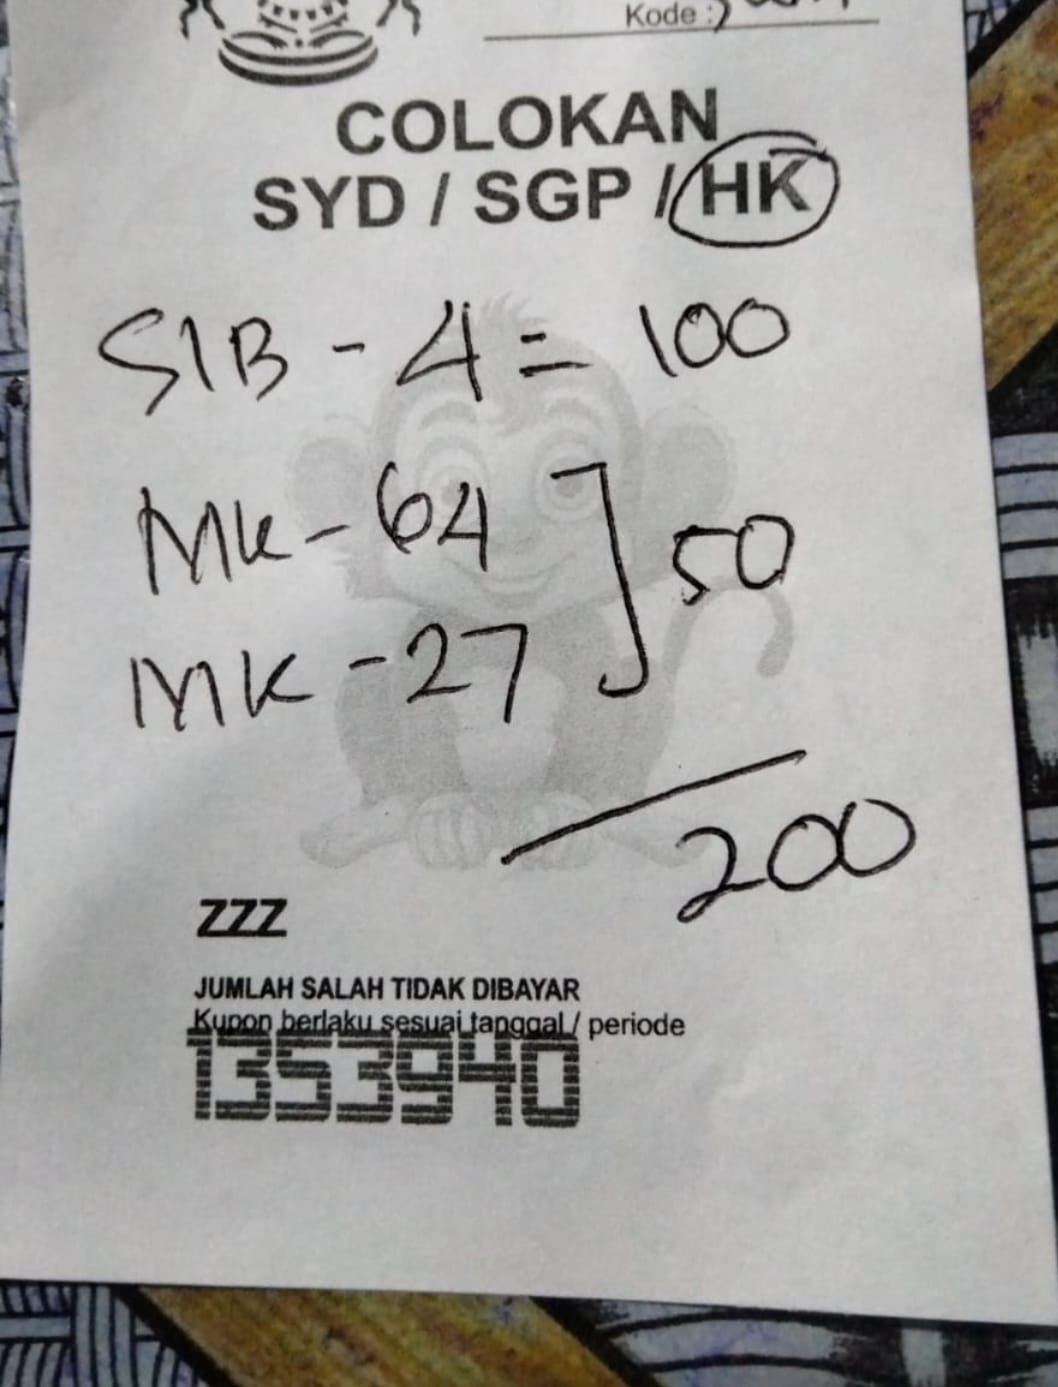 Kode :
COLOKAN
SYD / SGP / HK
S1B - 4 = 100
MK - 64
50
MK - 27
200
ZZZ
JUMLAH SALAH TIDAK DIBAYAR
Kupon berlaku sesuai tanggal / periode
1353940